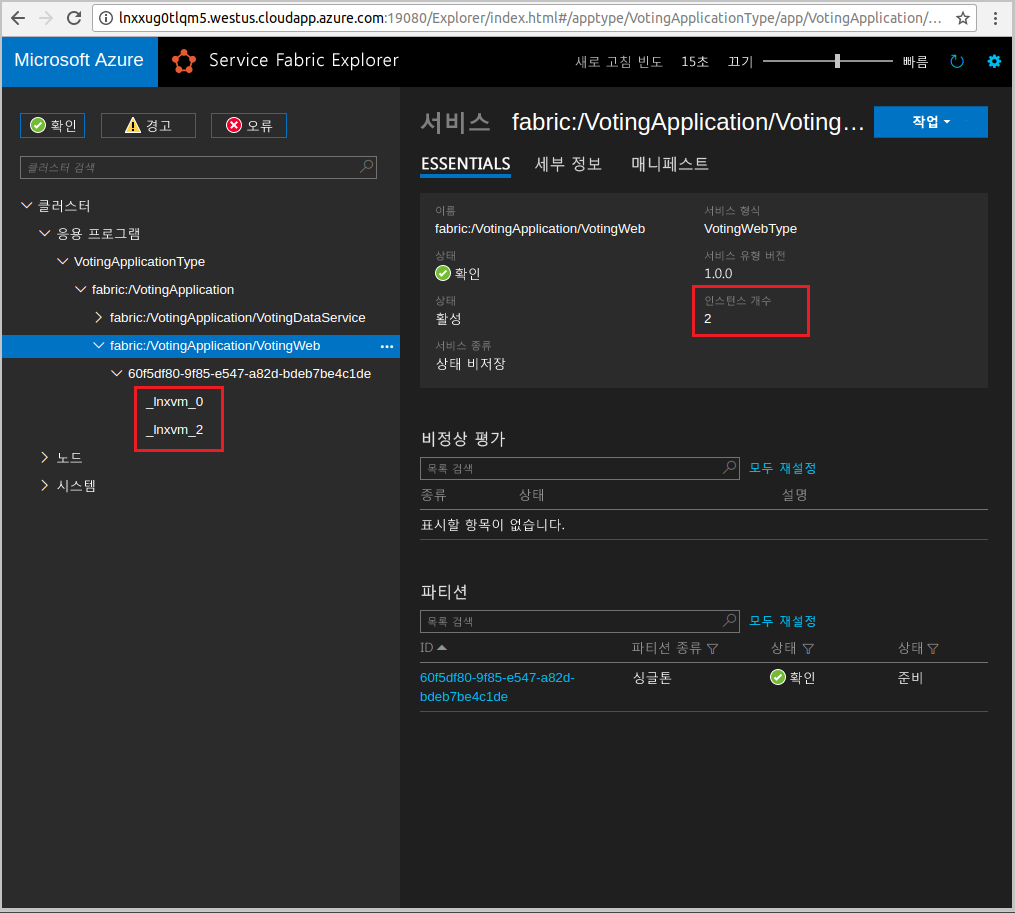 lnxxug0tlqm5.westus.cloudapp.azure.com:19080/Explorer/index.html#/apptype/VotingApplicationType/app/VotingApplication/...
Microsoft Azure
Service Fabric Explorer
새로 고침 빈도 15초 끄기 빠름
확인 경고 오류
클러스터 검색
클러스터
응용 프로그램
VotingApplicationType
fabric:/VotingApplication
fabric:/VotingApplication/VotingDataService
fabric:/VotingApplication/VotingWeb ...
60f5df80-9f85-e547-a82d-bdeb7be4c1de
_lnxvm_0
_lnxvm_2
노드
시스템
서비스 fabric:/VotingApplication/Voting... 작업
ESSENTIALS 세부 정보 매니페스트
이름
fabric:/VotingApplication/VotingWeb
상태
확인
상태
활성
서비스 종류
상태 비저장
서비스 형식
VotingWebType
서비스 유형 버전
1.0.0
인스턴스 개수
2
비정상 평가
목록 검색 모두 재설정
종류 상태 설명
표시할 항목이 없습니다.
파티션
목록 검색 모두 재설정
ID 파티션 종류 상태 상태
60f5df80-9f85-e547-a82d- 싱글톤 확인 준비
bdeb7be4c1de